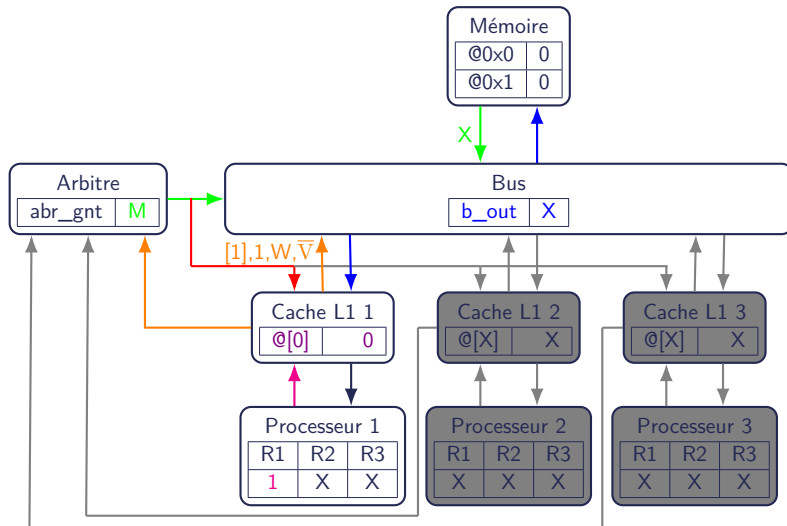 Mémoire
@0x0 0
@0x1 0
X
Arbitre
abr_gnt M
Bus
b_out X
[1],1,W,V̅
Cache L1 1
@[0] 0
Cache L1 2
@[X] X
Cache L1 3
@[X] X
Processeur 1
R1 R2 R3
1 X X
Processeur 2
R1 R2 R3
X X X
Processeur 3
R1 R2 R3
X X X